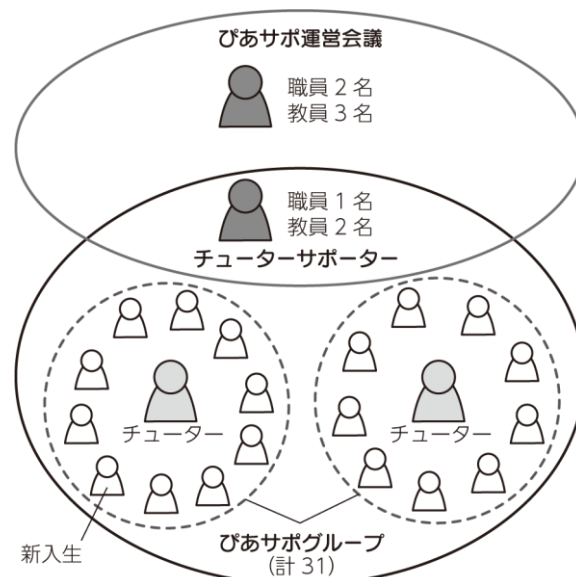 ぴあサポ運営会議
職員 2 名
教員 3 名
職員 1 名
教員 2 名
チューターサポーター
チューター
チューター
新入生
ぴあサポグループ
(計 31)